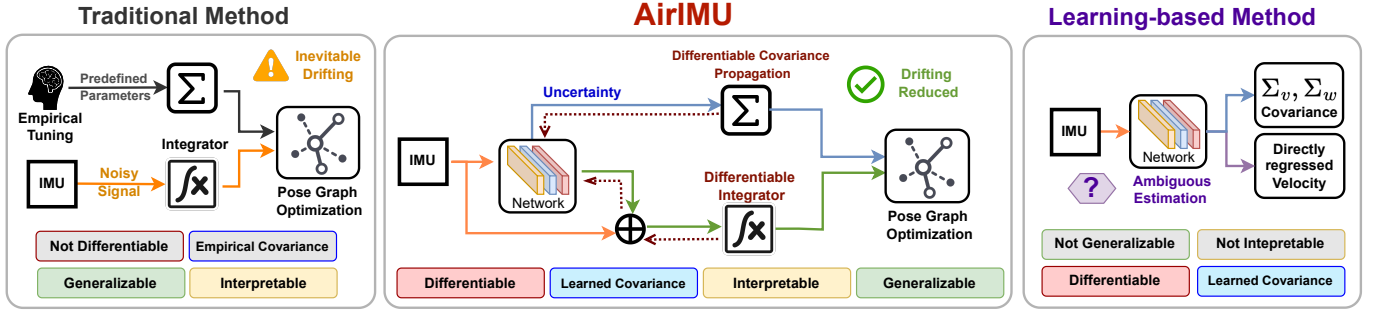 Traditional Method
Empirical
Tuning
Predefined
Parameters
Σ
Inevitable
Drifting
IMU
Noisy
Signal
Integrator
∫x
Pose Graph
Optimization
Not Differentiable
Empirical Covariance
Generalizable
Interpretable
AirIMU
IMU
Uncertainty
Network
Differentiable Covariance
Propagation
Σ
Drifting
Reduced
Differentiable
Integrator
∫x
Pose Graph
Optimization
Differentiable
Learned Covariance
Interpretable
Generalizable
Learning-based Method
IMU
Network
Σv, Σw
Covariance
Directly
regressed
Velocity
?
Ambiguous
Estimation
Not Generalizable
Not Intepretable
Differentiable
Learned Covariance